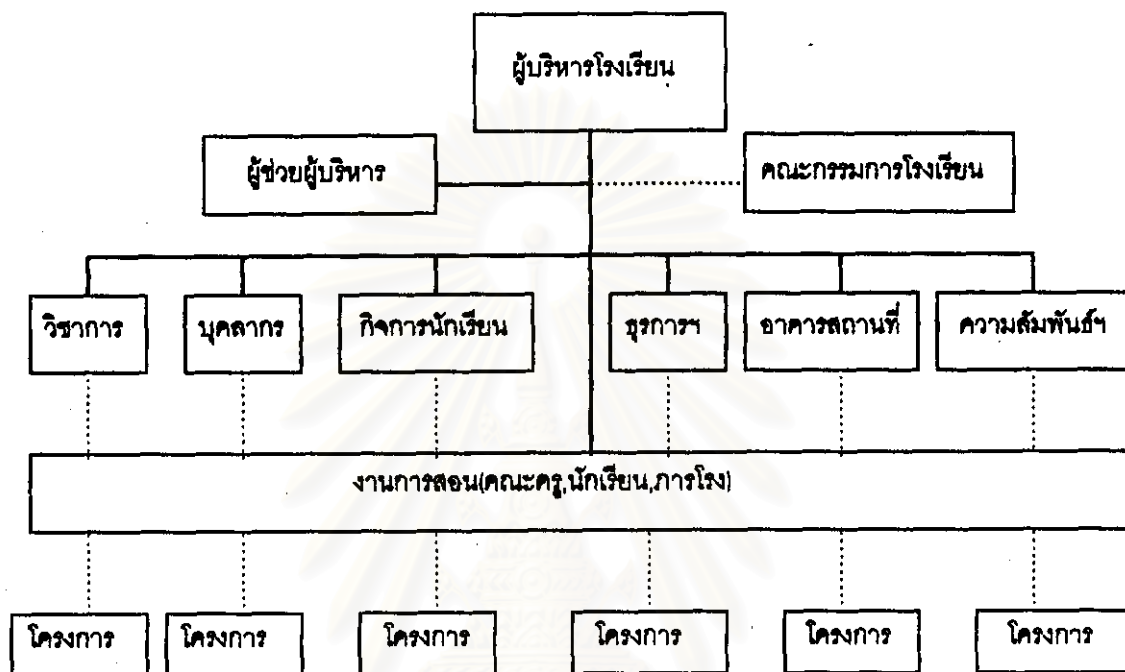 ผู้บริหารโรงเรียน
ผู้ช่วยผู้บริหาร
คณะกรรมการโรงเรียน
วิชาการ
บุคลากร
กิจการนักเรียน
ธุรการฯ
อาคารสถานที่
ความสัมพันธ์ฯ
งานการสอน(คณะครู,นักเรียน,ภารโรง)
โครงการ
โครงการ
โครงการ
โครงการ
โครงการ
โครงการ